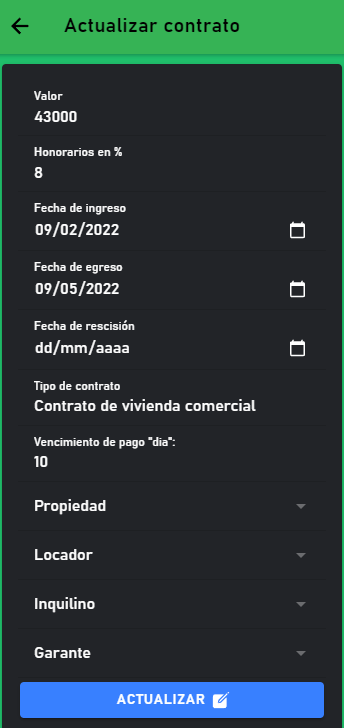 Actualizar contrato
Valor
43000
Honorarios en %
8
Fecha de ingreso
09/02/2022
Fecha de egreso
09/05/2022
Fecha de rescisión
dd/mm/aaaa
Tipo de contrato
Contrato de vivienda comercial
Vencimiento de pago "dia":
10
Propiedad
Locador
Inquilino
Garante
ACTUALIZAR